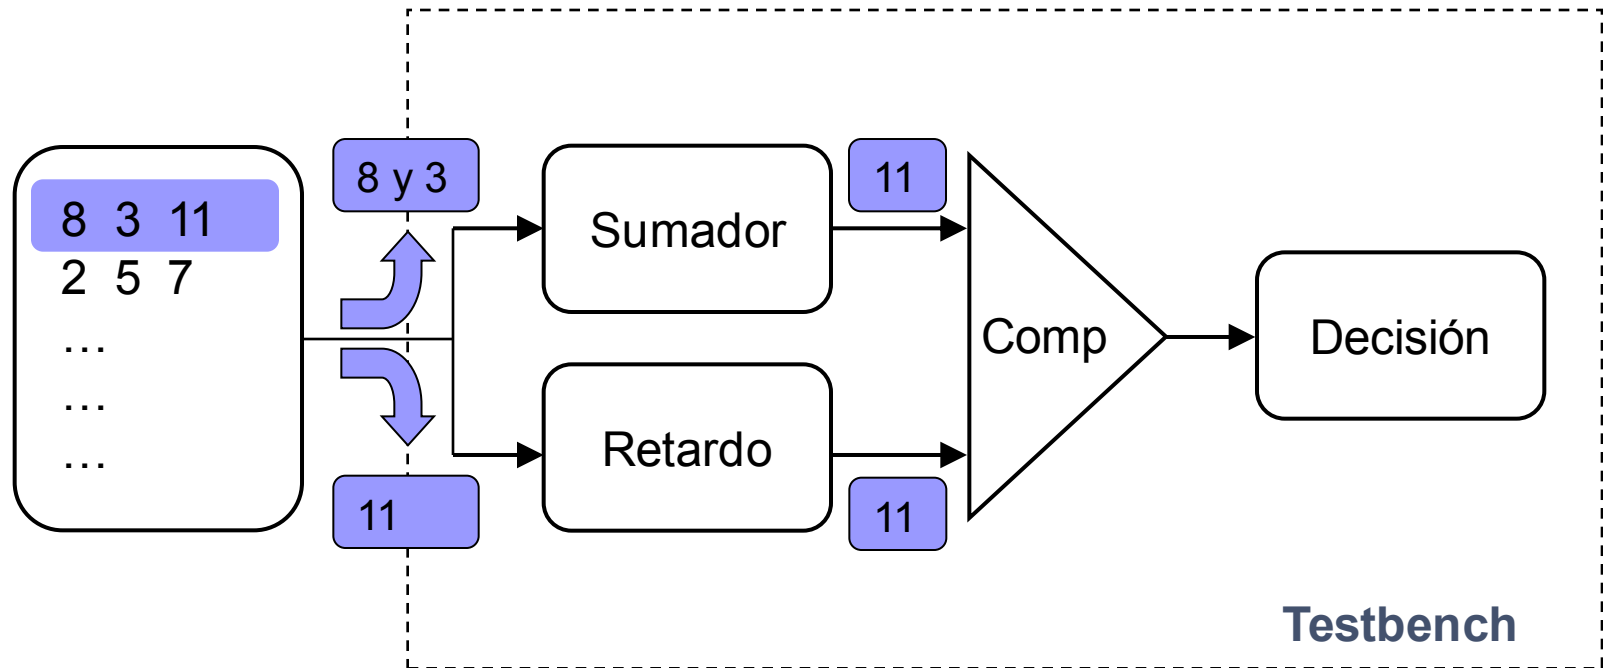 8 3 11
2 5 7
...
...
...
8 y 3
11
Sumador
Retardo
11
11
Comp
Decisión
Testbench